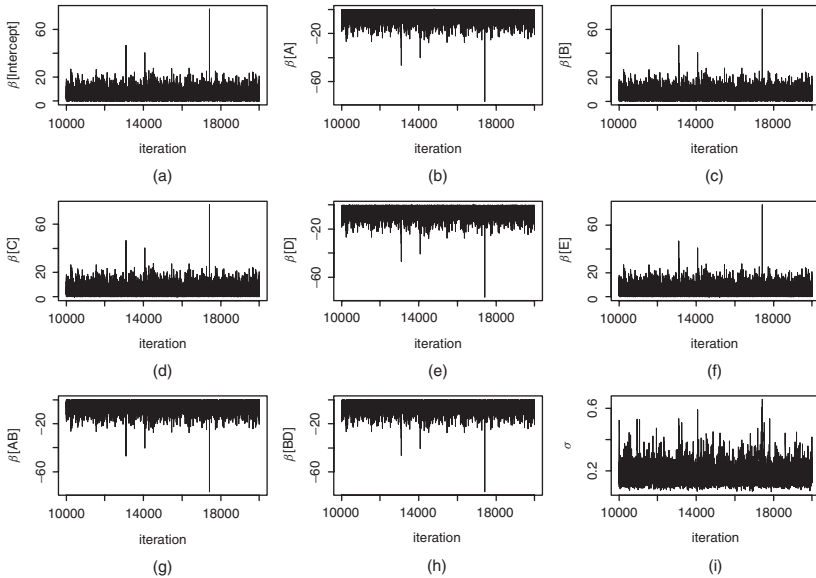 β[Intercept]
60
20
0
10000 14000 18000
iteration
(a)
β[A]
−20
−60
10000 14000 18000
iteration
(b)
β[B]
60
20
0
10000 14000 18000
iteration
(c)
β[C]
60
20
0
10000 14000 18000
iteration
(d)
β[D]
−20
−60
10000 14000 18000
iteration
(e)
β[E]
60
20
0
10000 14000 18000
iteration
(f)
β[AB]
−20
−60
10000 14000 18000
iteration
(g)
β[BD]
−20
−60
10000 14000 18000
iteration
(h)
σ
0.6
0.2
10000 14000 18000
iteration
(i)